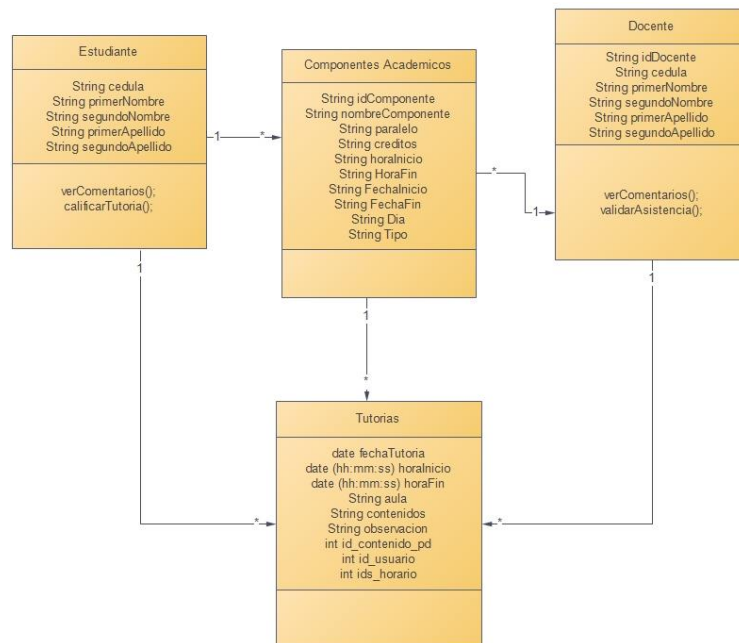 Estudiante
String cedula
String primerNombre
String segundoNombre
String primerApellido
String segundoApellido
verComentarios();
calificarTutoria();
1
*
Componentes Academicos
String idComponente
String nombreComponente
String paralelo
String creditos
String horaInicio
String HoraFin
String FechaInicio
String FechaFin
String Dia
String Tipo
*
1
Docente
String idDocente
String cedula
String primerNombre
String segundoNombre
String primerApellido
String segundoApellido
verComentarios();
validarAsistencia();
1
1
1
*
*
*
Tutorias
date fechaTutoria
date (hh:mm:ss) horaInicio
date (hh:mm:ss) horaFin
String aula
String contenidos
String observacion
int id_contenido_pd
int id_usuario
int ids_horario